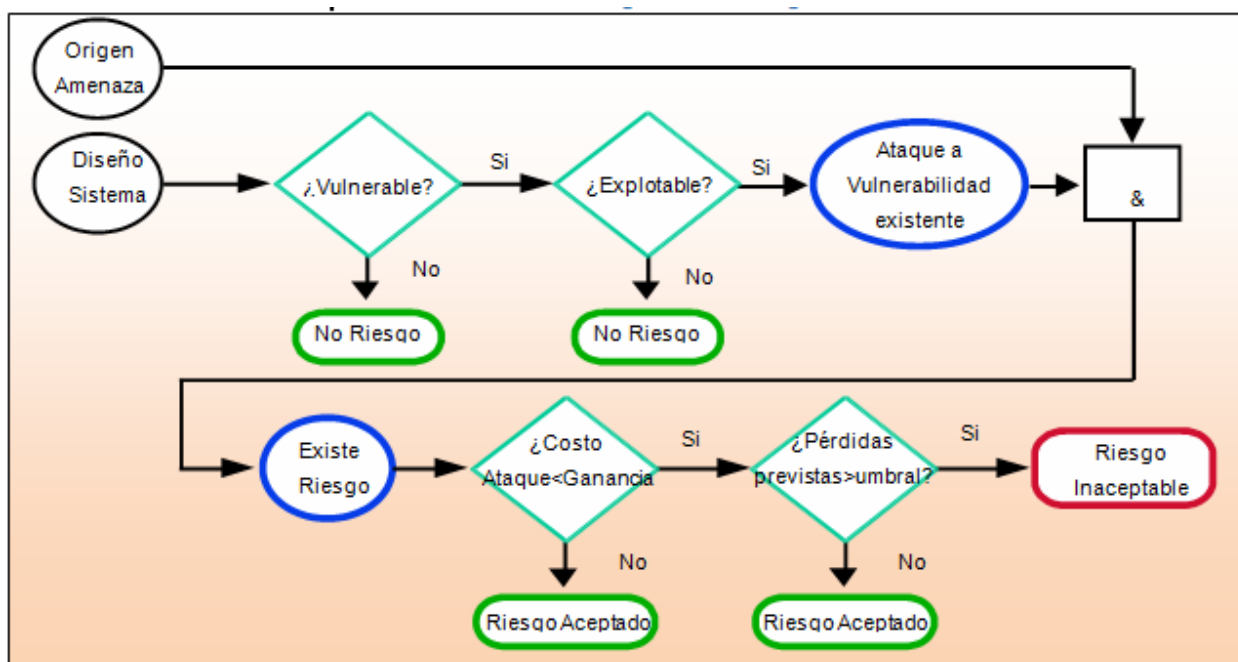 Origen
Amenaza
Diseño
Sistema
¿Vulnerable?
Si
¿Explotable?
Si
Ataque a
Vulnerabilidad
existente
&
No
No
No Riesgo
No Riesgo
Existe
Riesgo
¿Costo
Ataque<Ganancia
Si
¿Pérdidas
previstas>umbral?
Si
Riesgo
Inaceptable
No
No
Riesgo Aceptado
Riesgo Aceptado